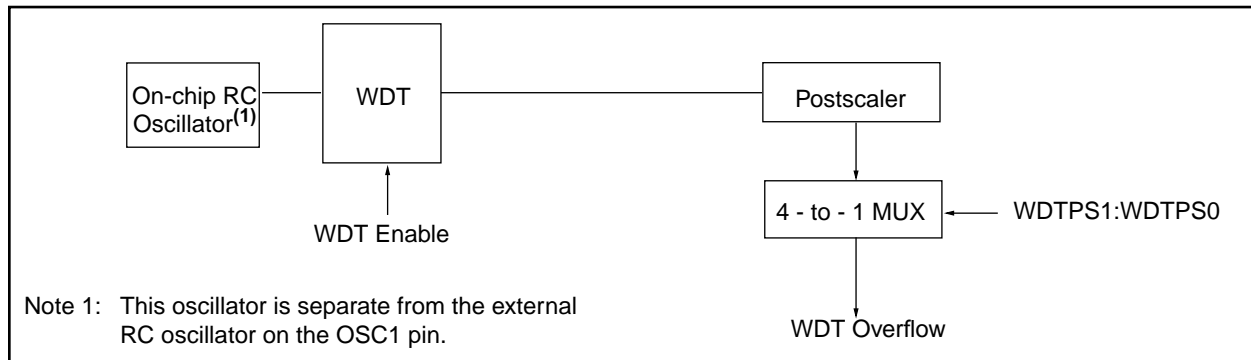 On-chip RC
Oscillator(1)
WDT
Postscaler
4 - to - 1 MUX
WDTPS1:WDTPS0
WDT Enable
Note 1: This oscillator is separate from the external
RC oscillator on the OSC1 pin.
WDT Overflow